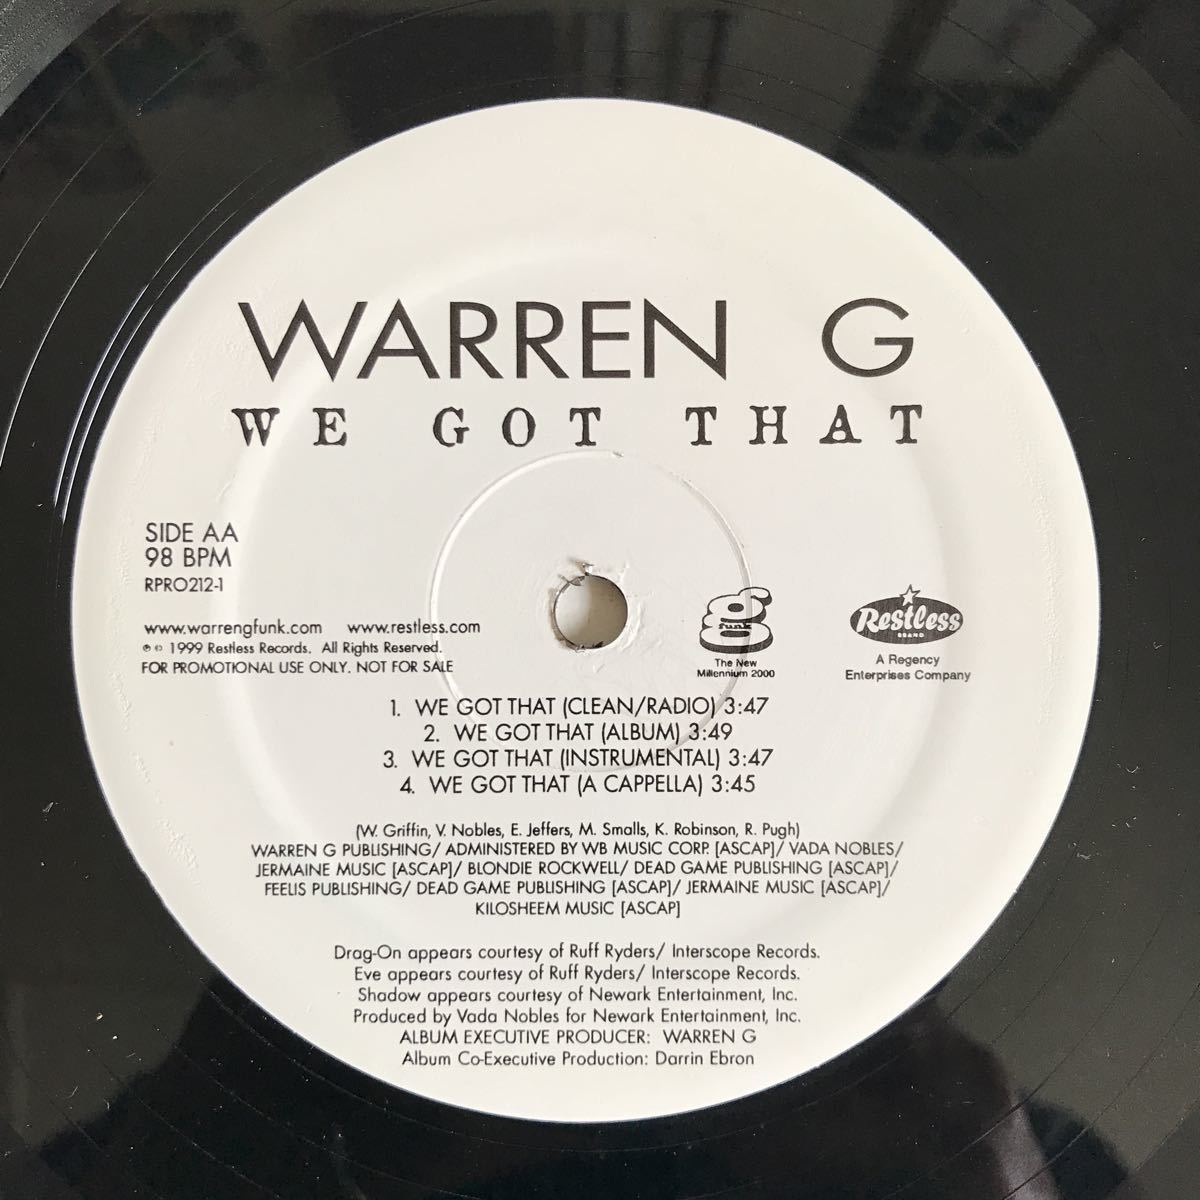 WARREN G
WE GOT THAT
SIDE AA
98 BPM
RPRO212-1
www.warrengfunk.com www.restless.com
℗ © 1999 Restless Records. All Rights Reserved.
FOR PROMOTIONAL USE ONLY. NOT FOR SALE
g funk
The New
Millennium 2000
Restless
BRAND
A Regency
Enterprises Company
1. WE GOT THAT (CLEAN/RADIO) 3:47
2. WE GOT THAT (ALBUM) 3:49
3. WE GOT THAT (INSTRUMENTAL) 3:47
4. WE GOT THAT (A CAPPELLA) 3:45
(W. Griffin, V. Nobles, E. Jeffers, M. Smalls, K. Robinson, R. Pugh)
WARREN G PUBLISHING/ ADMINISTERED BY WB MUSIC CORP. [ASCAP]/ VADA NOBLES/
JERMAINE MUSIC [ASCAP]/ BLONDIE ROCKWELL/ DEAD GAME PUBLISHING [ASCAP]/
FEELIS PUBLISHING/ DEAD GAME PUBLISHING [ASCAP]/ JERMAINE MUSIC [ASCAP]/
KILOSHEEM MUSIC [ASCAP]
Drag-On appears courtesy of Ruff Ryders/ Interscope Records.
Eve appears courtesy of Ruff Ryders/ Interscope Records.
Shadow appears courtesy of Newark Entertainment, Inc.
Produced by Vada Nobles for Newark Entertainment, Inc.
ALBUM EXECUTIVE PRODUCER: WARREN G
Album Co-Executive Production: Darrin Ebron